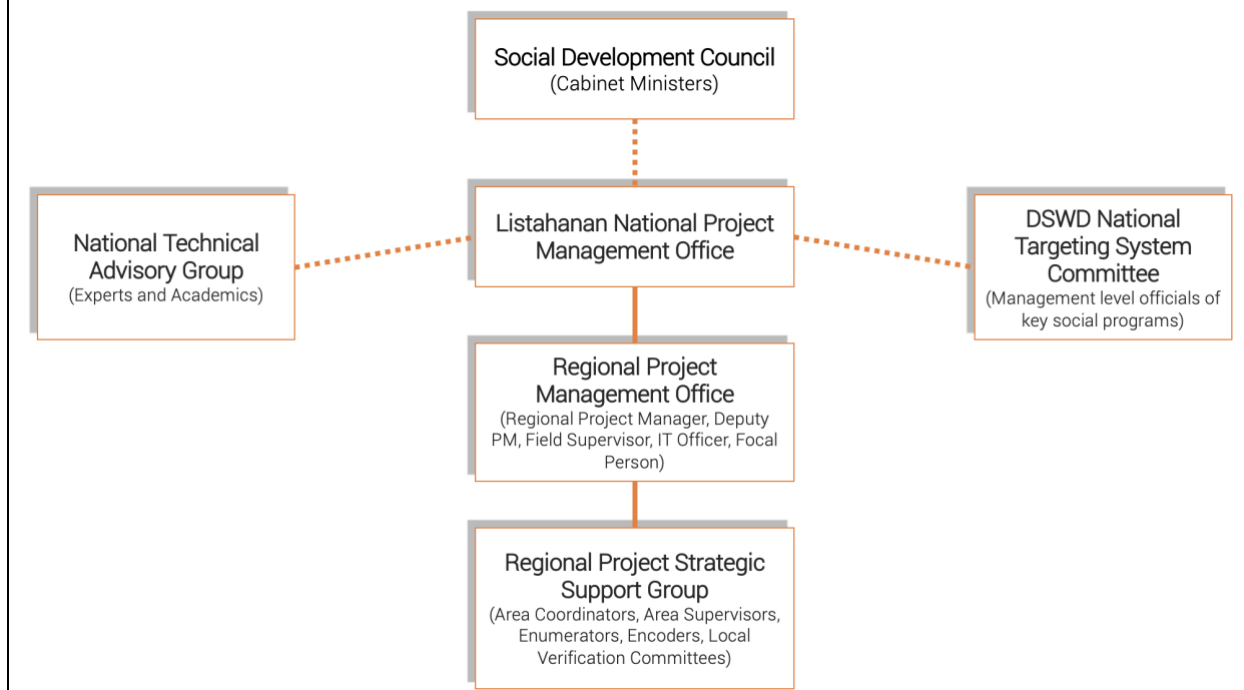 Social Development Council
(Cabinet Ministers)
National Technical
Advisory Group
(Experts and Academics)
Listahanan National Project
Management Office
DSWD National
Targeting System
Committee
(Management level officials of
key social programs)
Regional Project
Management Office
(Regional Project Manager, Deputy
PM, Field Supervisor, IT Officer, Focal
Person)
Regional Project Strategic
Support Group
(Area Coordinators, Area Supervisors,
Enumerators, Encoders, Local
Verification Committees)